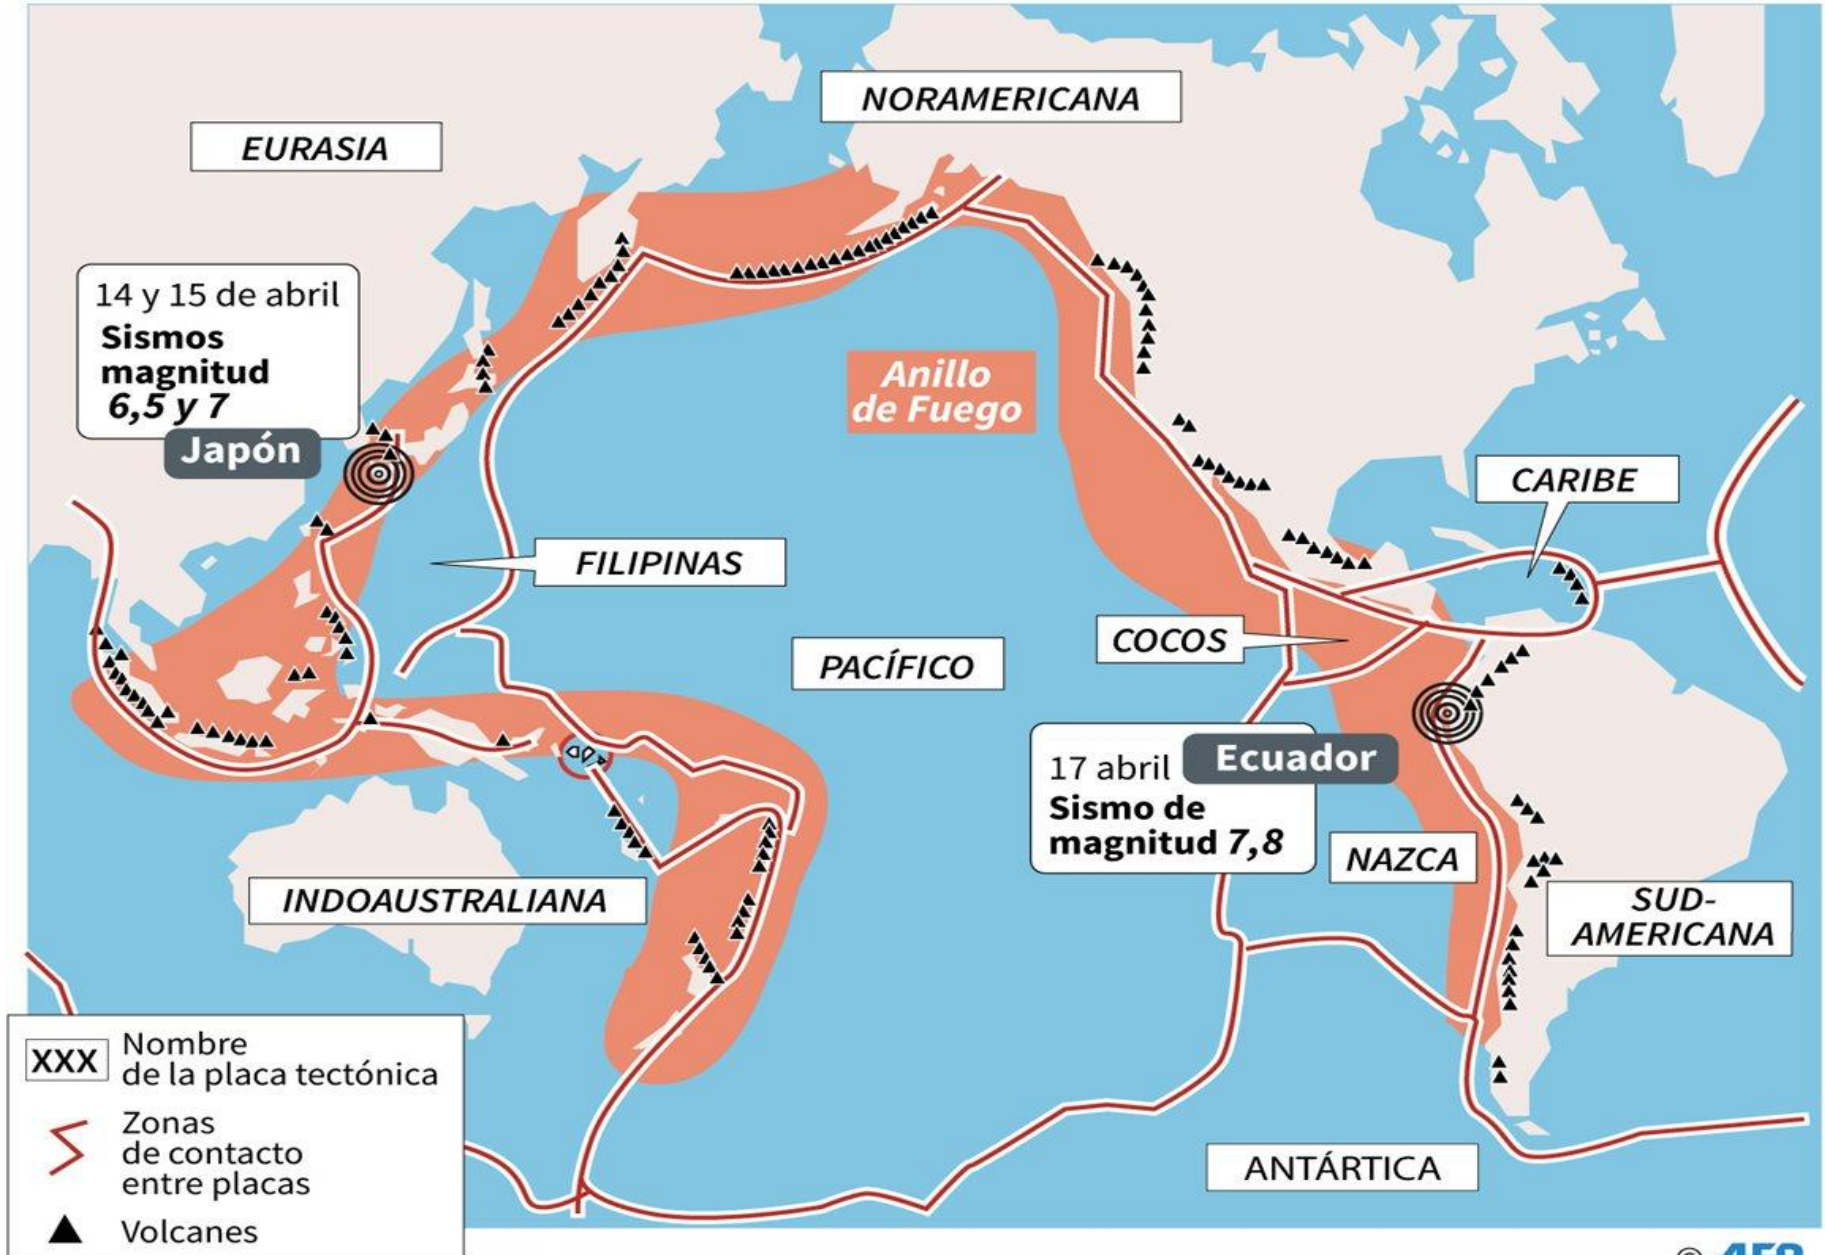 NORAMERICANA
EURASIA
14 y 15 de abril
Sismos
magnitud
6,5 y 7
Japón
Anillo
de Fuego
CARIBE
FILIPINAS
COCOS
PACÍFICO
17 abril
Ecuador
Sismo de
magnitud 7,8
NAZCA
INDOAUSTRALIANA
SUD-
AMERICANA
ANTÁRTICA
XXX
Nombre
de la placa tectónica
Zonas
de contacto
entre placas
Volcanes